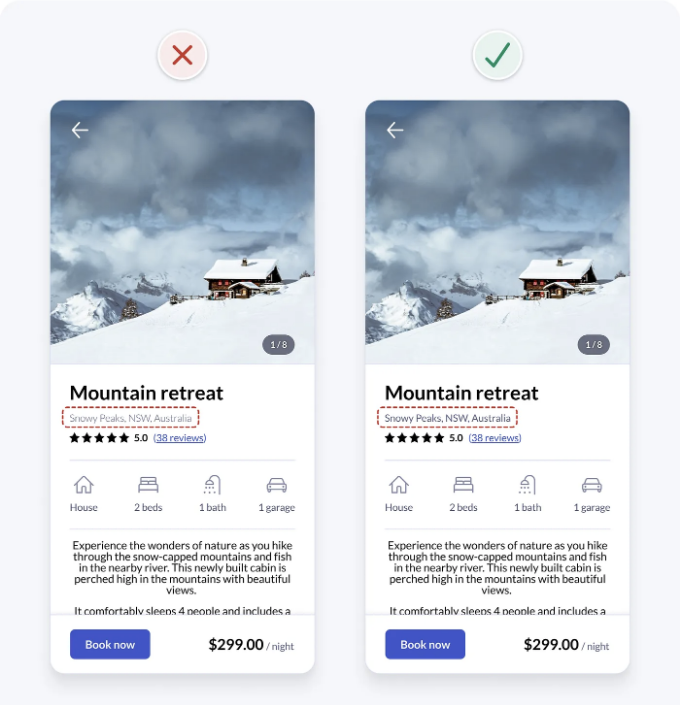 1/8
Mountain retreat
Snowy Peaks, NSW, Australia
5.0 (38 reviews)
House 2 beds 1 bath 1 garage
Experience the wonders of nature as you hike
through the snow-capped mountains and fish
in the nearby river. This newly built cabin is
perched high in the mountains with beautiful
views.
It comfortably sleeps 4 people and includes a
Book now $299.00 / night
1/8
Mountain retreat
Snowy Peaks, NSW, Australia
5.0 (38 reviews)
House 2 beds 1 bath 1 garage
Experience the wonders of nature as you hike
through the snow-capped mountains and fish
in the nearby river. This newly built cabin is
perched high in the mountains with beautiful
views.
It comfortably sleeps 4 people and includes a
Book now $299.00 / night